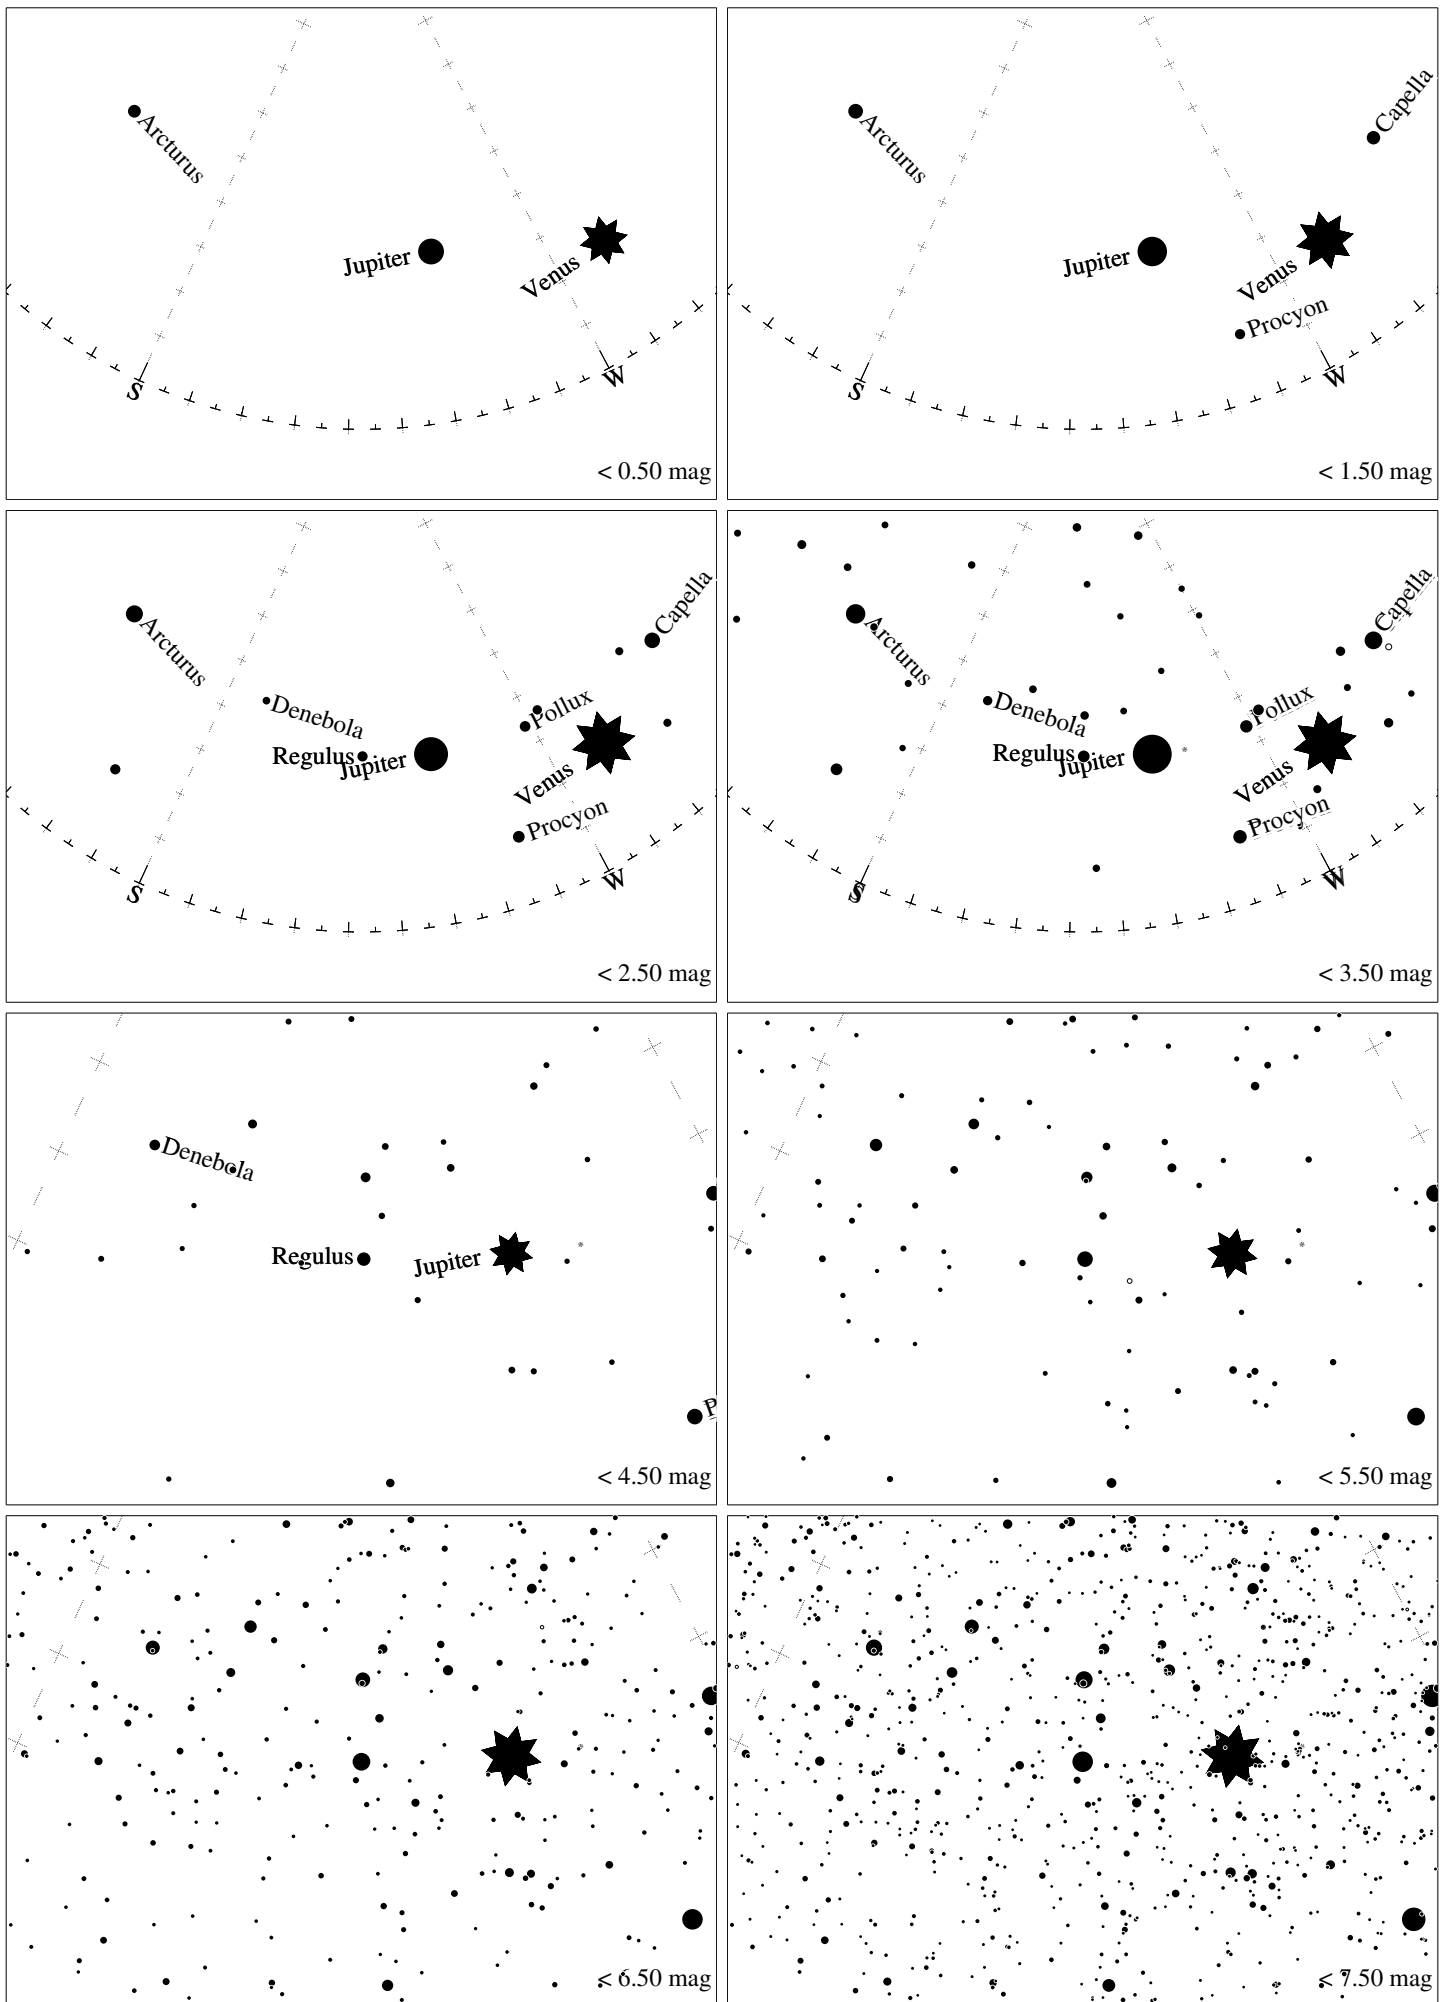 Arcturus
Jupiter
Venus
S
W
< 0.50 mag
Capella
Arcturus
Jupiter
Venus
Procyon
S
W
< 1.50 mag
Capella
Arcturus
Pollux
Denebola
Regulus
Jupiter
Venus
Procyon
S
W
< 2.50 mag
Capella
Arcturus
Pollux
Denebola
Regulus
Jupiter
Venus
Procyon
S
W
< 3.50 mag
Denebola
Regulus
Jupiter
P
< 4.50 mag
< 5.50 mag
< 6.50 mag
< 7.50 mag